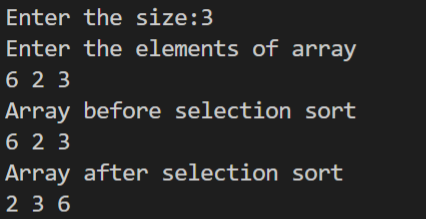 Enter the size:3
Enter the elements of array
6 2 3
Array before selection sort
6 2 3
Array after selection sort
2 3 6